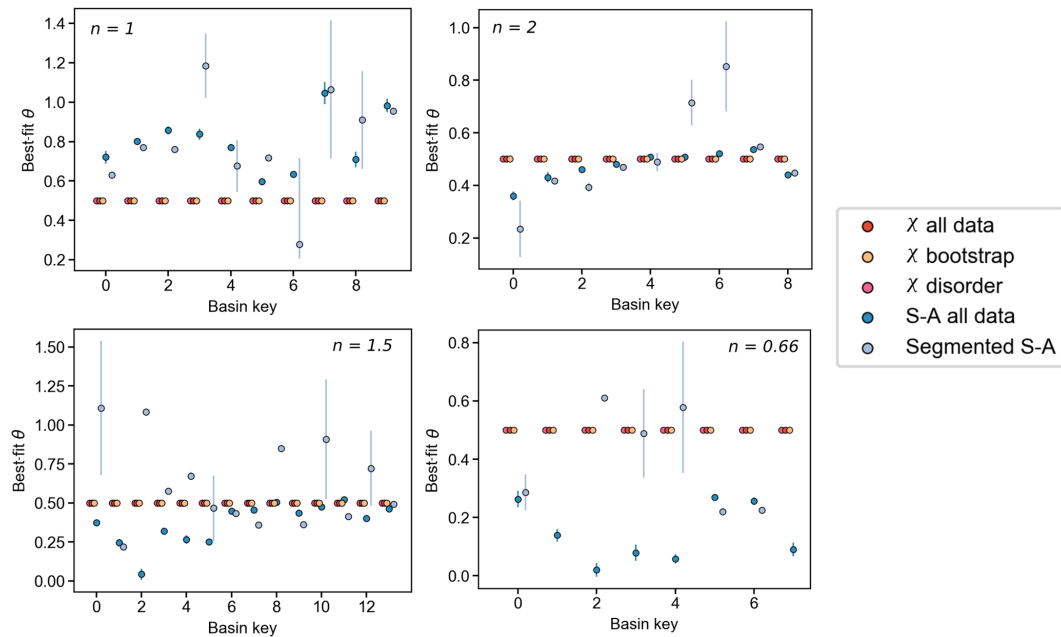 n = 1
1.4
1.2
1.0
0.8
0.6
0.4
0.2
Best-fit θ
0 2 4 6 8
Basin key
n = 2
1.0
0.8
0.6
0.4
0.2
Best-fit θ
0 2 4 6 8
Basin key
χ all data
χ bootstrap
χ disorder
S-A all data
Segmented S-A
n = 1.5
1.50
1.25
1.00
0.75
0.50
0.25
0.00
Best-fit θ
0 2 4 6 8 10 12
Basin key
n = 0.66
0.8
0.6
0.4
0.2
0.0
Best-fit θ
0 2 4 6
Basin key